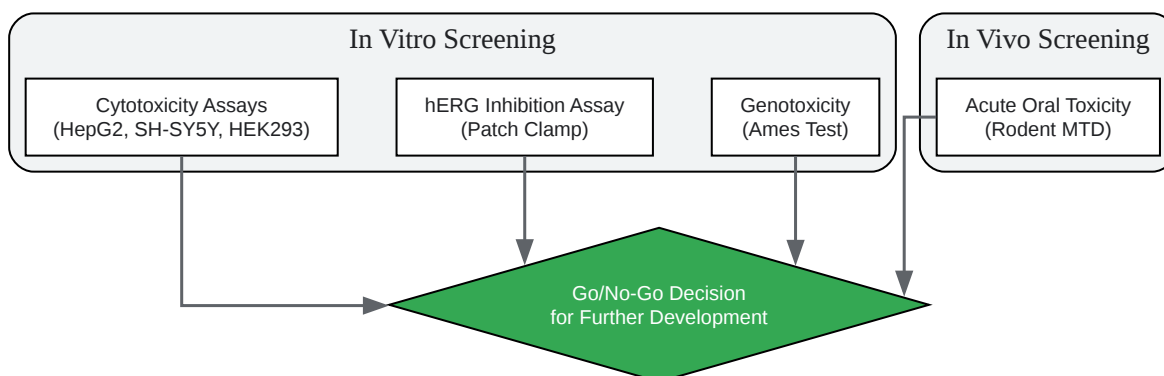 In Vitro Screening
In Vivo Screening
Cytotoxicity Assays
(HepG2, SH-SY5Y, HEK293)
hERG Inhibition Assay
(Patch Clamp)
Genotoxicity
(Ames Test)
Acute Oral Toxicity
(Rodent MTD)
Go/No-Go Decision
for Further Development